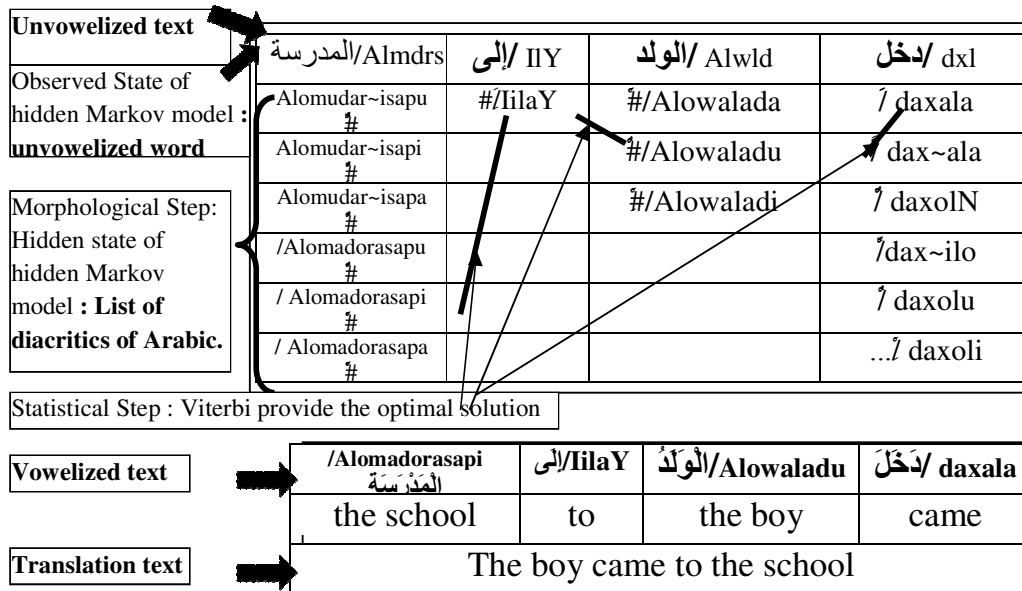 Unvowelized text
Observed State of
hidden Markov model :
unvowelized word
المدرسة/Almdrs إلى/ IlY الولد/ Alwld دخل/ dxl
Alomudar~isapu #/IilaY #/Alowalada / daxala
#
Alomudar~isapi #/Alowaladu / dax~ala
#
Alomudar~isapa #/Alowaladi / daxolN
#
/Alomadorasapu /dax~ilo
#
/ Alomadorasapi / daxolu
#
/ Alomadorasapa .../ daxoli
#
Morphological Step:
Hidden state of
hidden Markov
model : List of
diacritics of Arabic.
Statistical Step : Viterbi provide the optimal solution
Vowelized text
/Alomadorasapi إلى/IilaY الْوَلَدُ/Alowaladu دَخَلَ/ daxala
الْمَدْرَسَة
the school to the boy came
Translation text
The boy came to the school